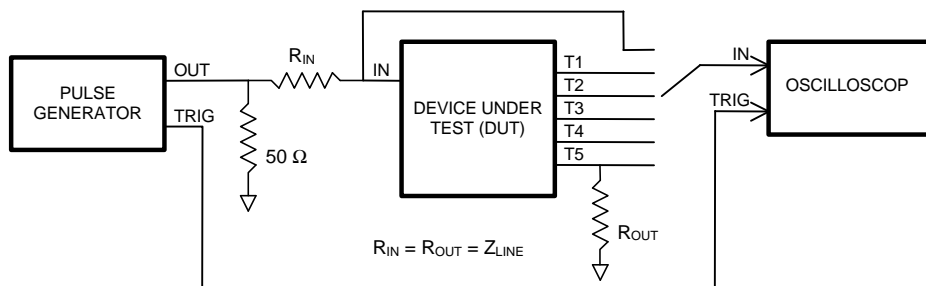 PULSE
GENERATOR
OUT
TRIG
50 Ω
RIN
IN
DEVICE UNDER
TEST (DUT)
T1
T2
T3
T4
T5
ROUT
RIN = ROUT = ZLINE
IN
TRIG
OSCILLOSCOP